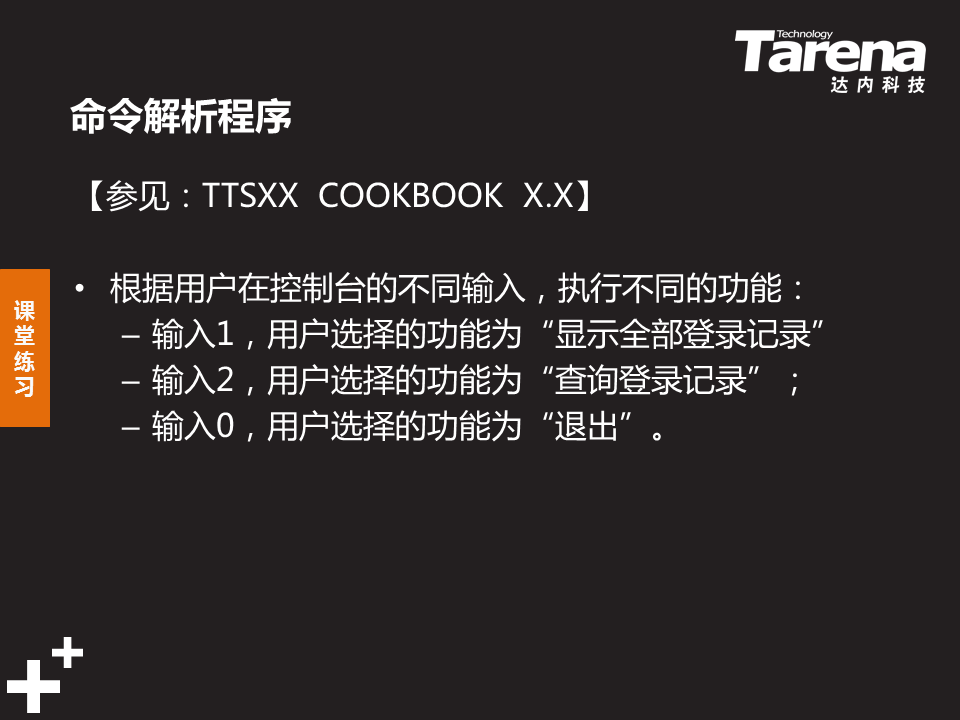 Technology
Tarena
达内科技
命令解析程序
【参见：TTSXX COOKBOOK X.X】
• 根据用户在控制台的不同输入，执行不同的功能：
– 输入1，用户选择的功能为“显示全部登录记录”
– 输入2，用户选择的功能为“查询登录记录”；
– 输入0，用户选择的功能为“退出”。
课堂练习